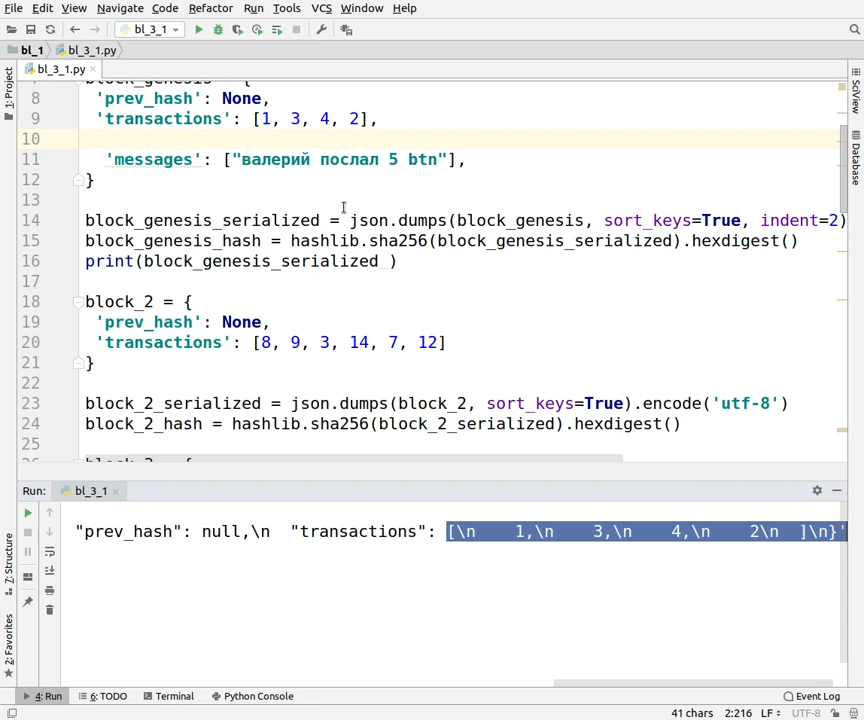 File Edit View Navigate Code Refactor Run Tools VCS Window Help
bl_3_1
bl_1 bl_3_1.py
bl_3_1.py
1: Project
SciView
Database
7: Structure
2: Favorites
8 'prev_hash': None,
9 'transactions': [1, 3, 4, 2],
10
11 'messages': ["валерий послал 5 btn"],
12 }
13
14 block_genesis_serialized = json.dumps(block_genesis, sort_keys=True, indent=2)
15 block_genesis_hash = hashlib.sha256(block_genesis_serialized).hexdigest()
16 print(block_genesis_serialized )
17
18 block_2 = {
19 'prev_hash': None,
20 'transactions': [8, 9, 3, 14, 7, 12]
21 }
22
23 block_2_serialized = json.dumps(block_2, sort_keys=True).encode('utf-8')
24 block_2_hash = hashlib.sha256(block_2_serialized).hexdigest()
25
Run: bl_3_1
"prev_hash": null,\n "transactions": [\n 1,\n 3,\n 4,\n 2\n ]\n}'
4: Run 6: TODO Terminal Python Console Event Log
41 chars 2:216 LF UTF-8